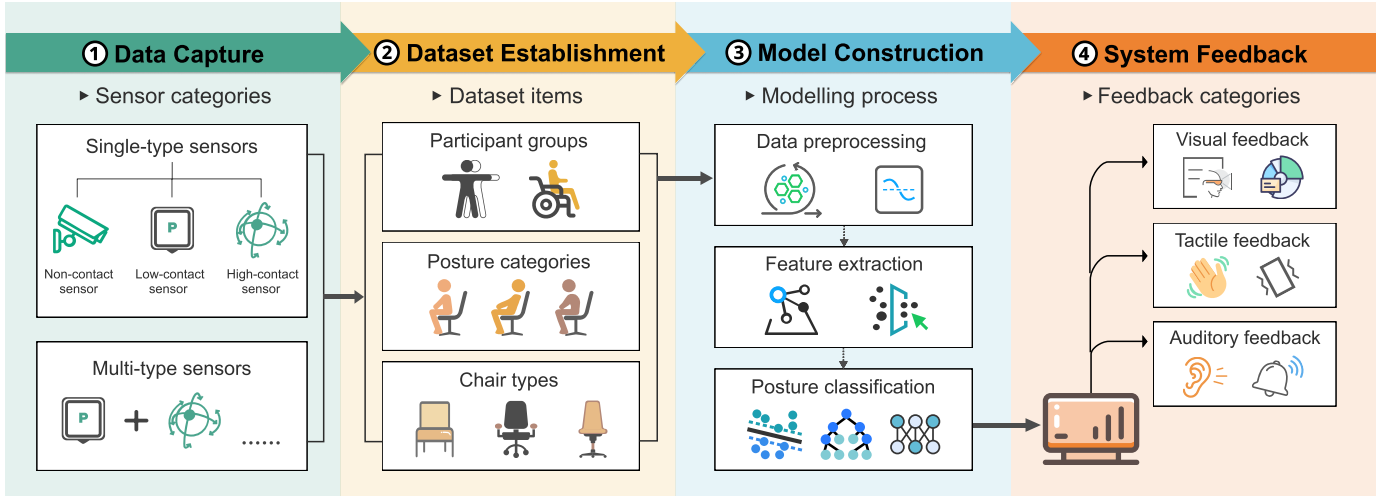 1 Data Capture
▸ Sensor categories
Single-type sensors
P
Non-contact
sensor
Low-contact
sensor
High-contact
sensor
Multi-type sensors
P
+
......
2 Dataset Establishment
▸ Dataset items
Participant groups
Posture categories
Chair types
3 Model Construction
▸ Modelling process
Data preprocessing
Feature extraction
Posture classification
4 System Feedback
▸ Feedback categories
Visual feedback
Tactile feedback
Auditory feedback